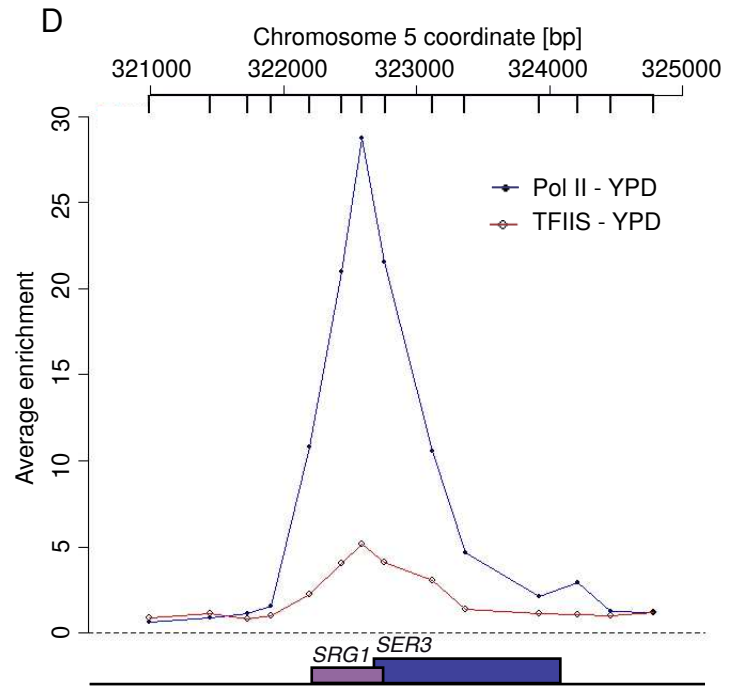 D
Chromosome 5 coordinate [bp]
321000 322000 323000 324000 325000
30
25
20
15
10
5
0
Average enrichment
Pol II - YPD
TFIIS - YPD
SRG1
SER3